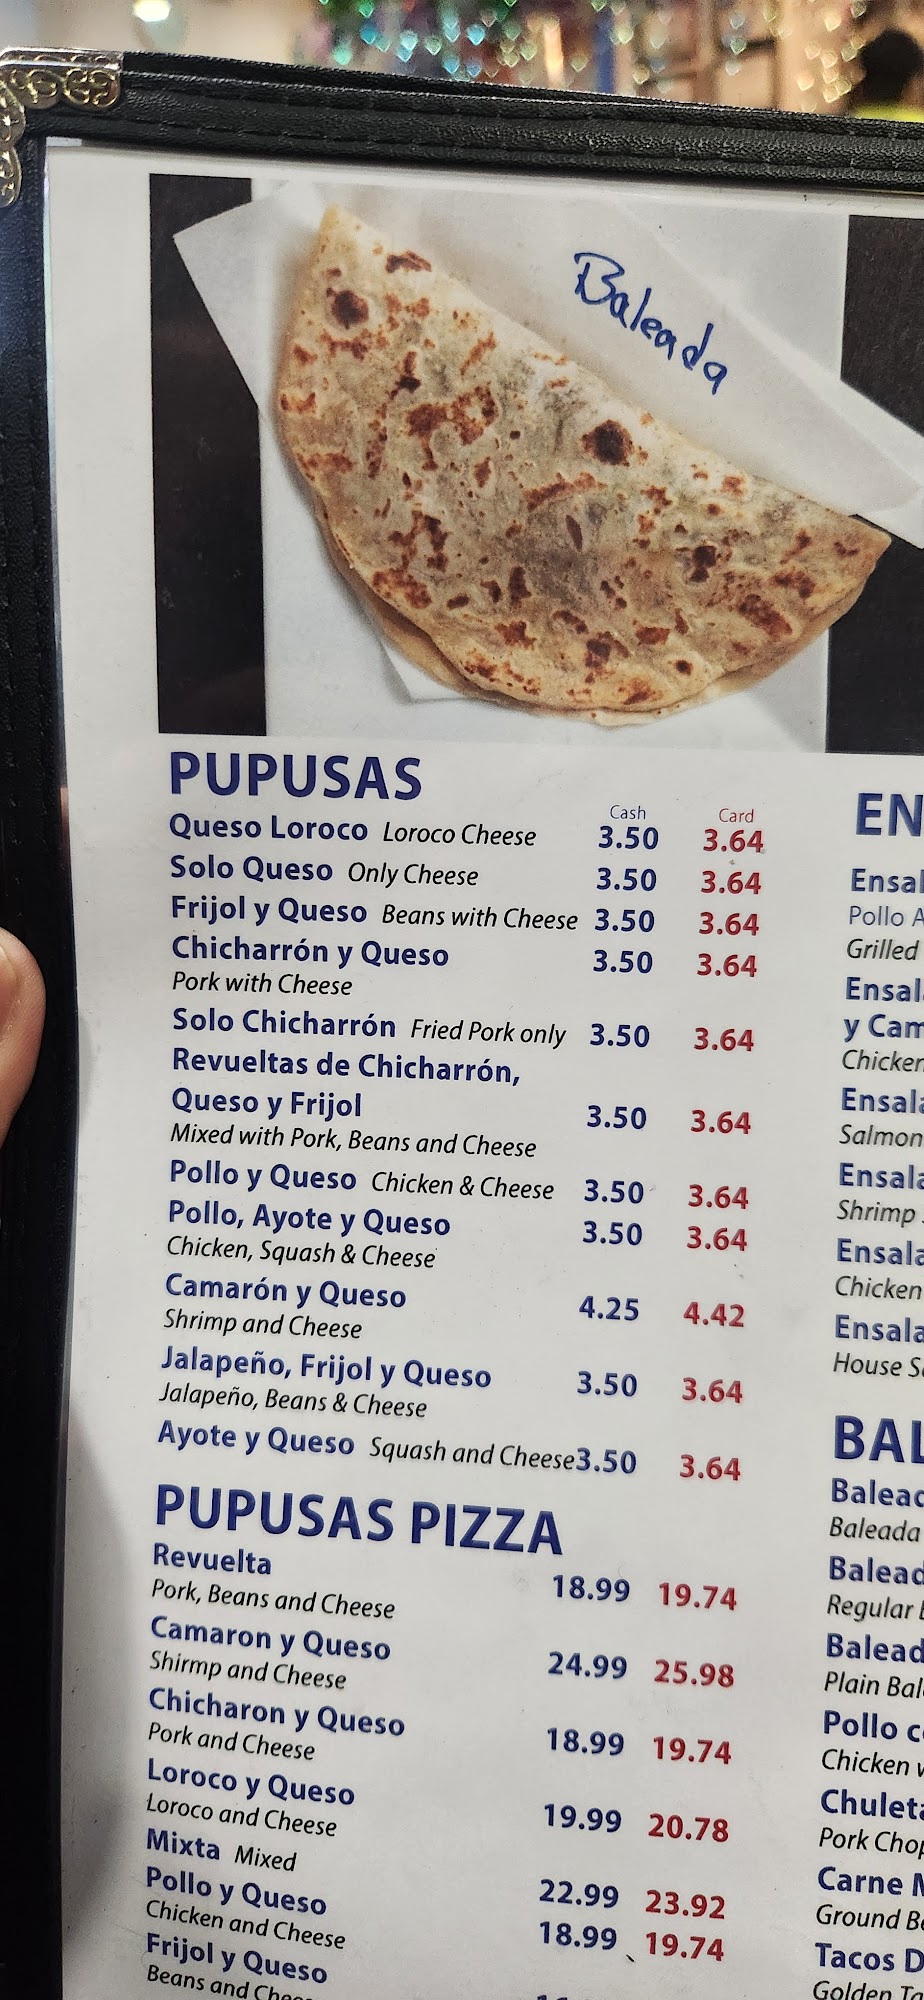 Baleada
PUPUSAS
Cash Card
Queso Loroco Loroco Cheese 3.50 3.64
Solo Queso Only Cheese 3.50 3.64
Frijol y Queso Beans with Cheese 3.50 3.64
Chicharrón y Queso 3.50 3.64
Pork with Cheese
Solo Chicharrón Fried Pork only 3.50 3.64
Revueltas de Chicharrón,
Queso y Frijol 3.50 3.64
Mixed with Pork, Beans and Cheese
Pollo y Queso Chicken & Cheese 3.50 3.64
Pollo, Ayote y Queso 3.50 3.64
Chicken, Squash & Cheese
Camarón y Queso 4.25 4.42
Shrimp and Cheese
Jalapeño, Frijol y Queso 3.50 3.64
Jalapeño, Beans & Cheese
Ayote y Queso Squash and Cheese 3.50 3.64
PUPUSAS PIZZA
Revuelta 18.99 19.74
Pork, Beans and Cheese
Camaron y Queso 24.99 25.98
Shirmp and Cheese
Chicharon y Queso 18.99 19.74
Pork and Cheese
Loroco y Queso 19.99 20.78
Loroco and Cheese
Mixta Mixed 22.99 23.92
Pollo y Queso 18.99 19.74
Chicken and Cheese
Frijol y Queso
Beans and
Pollo
Grilled
y
Salmon
Shrimp
Chicken
House
Baleada
Regular
Plain
Pollo
Chicken
Pork
Carne
Ground
Tacos
Golden